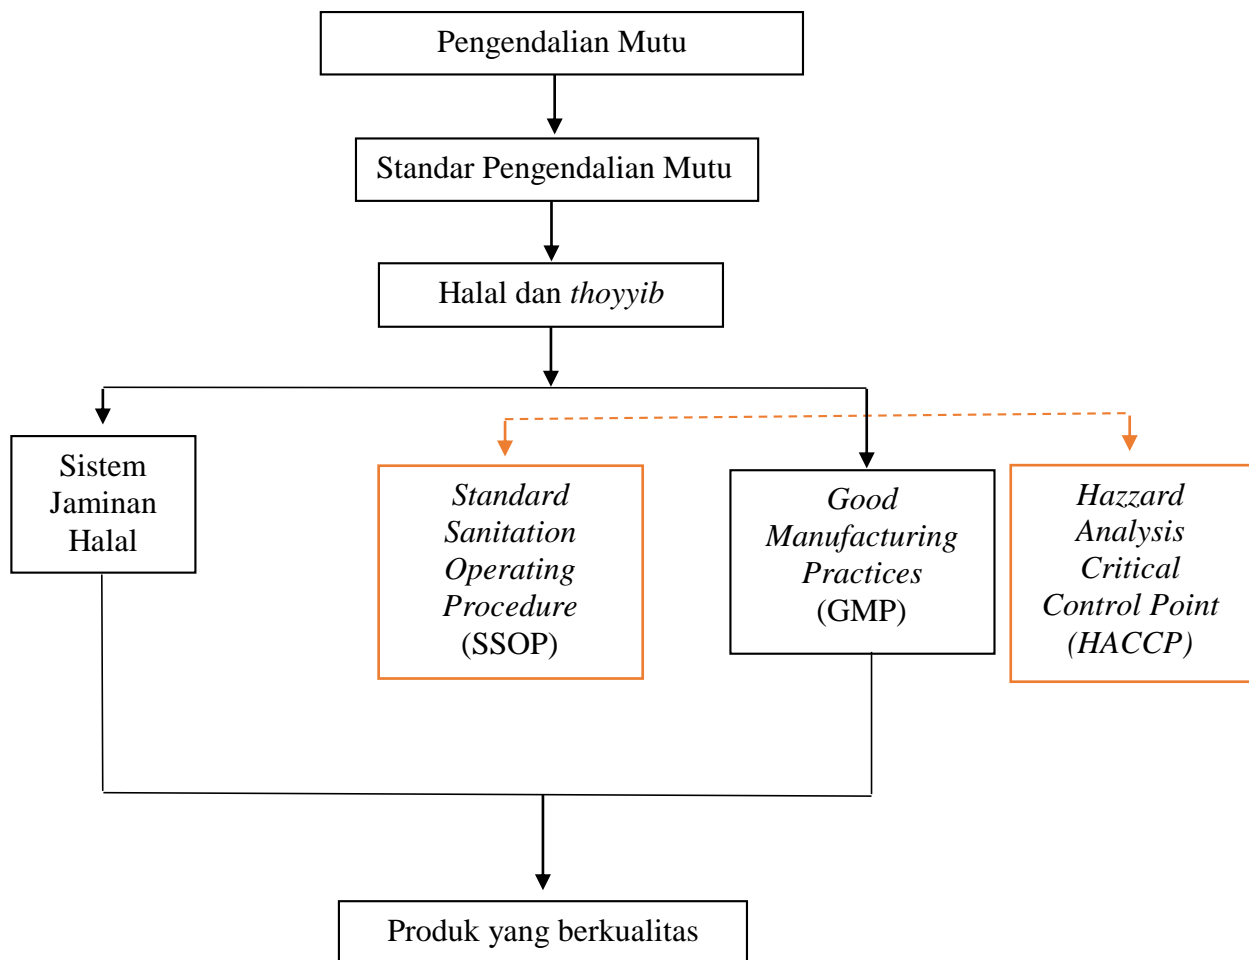 Pengendalian Mutu
Standar Pengendalian Mutu
Halal dan thoyyib
Sistem
Jaminan
Halal
Standard
Sanitation
Operating
Procedure
(SSOP)
Good
Manufacturing
Practices
(GMP)
Hazzard
Analysis
Critical
Control Point
(HACCP)
Produk yang berkualitas